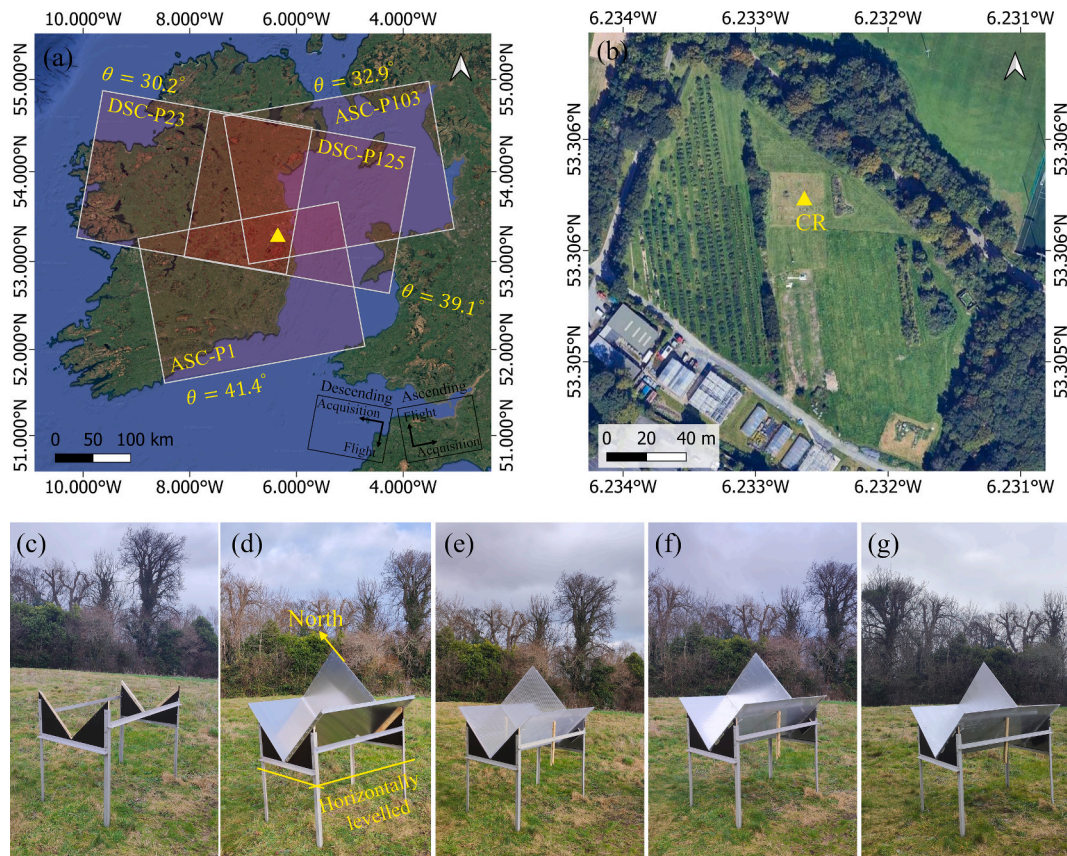 10.000°W 8.000°W 6.000°W 4.000°W
(a)
55.000°N
54.000°N
53.000°N
52.000°N
51.000°N
θ = 30.2°
DSC-P23
θ = 32.9°
ASC-P103
DSC-P125
θ = 39.1°
ASC-P1
θ = 41.4°
Descending
Acquisition
Flight
Ascending
Flight
Acquisition
0 50 100 km
55.000°N
54.000°N
53.000°N
52.000°N
51.000°N
10.000°W 8.000°W 6.000°W 4.000°W
6.234°W 6.233°W 6.232°W 6.231°W
(b)
53.306°N
53.306°N
53.305°N
CR
0 20 40 m
53.306°N
53.306°N
53.305°N
6.234°W 6.233°W 6.232°W 6.231°W
(c)
(d)
North
Horizontally
levelled
(e)
(f)
(g)